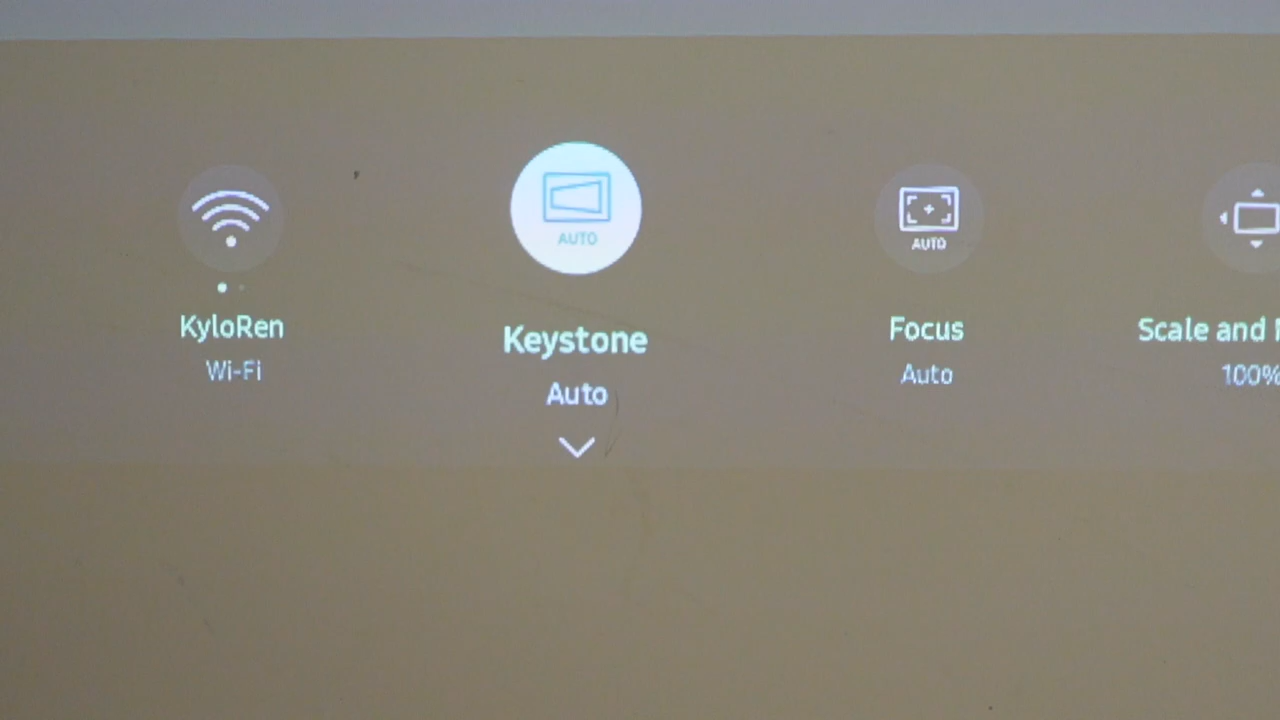 AUTO
AUTO
KyloRen
Wi-Fi
Keystone
Auto
Focus
Auto
Scale and
100%